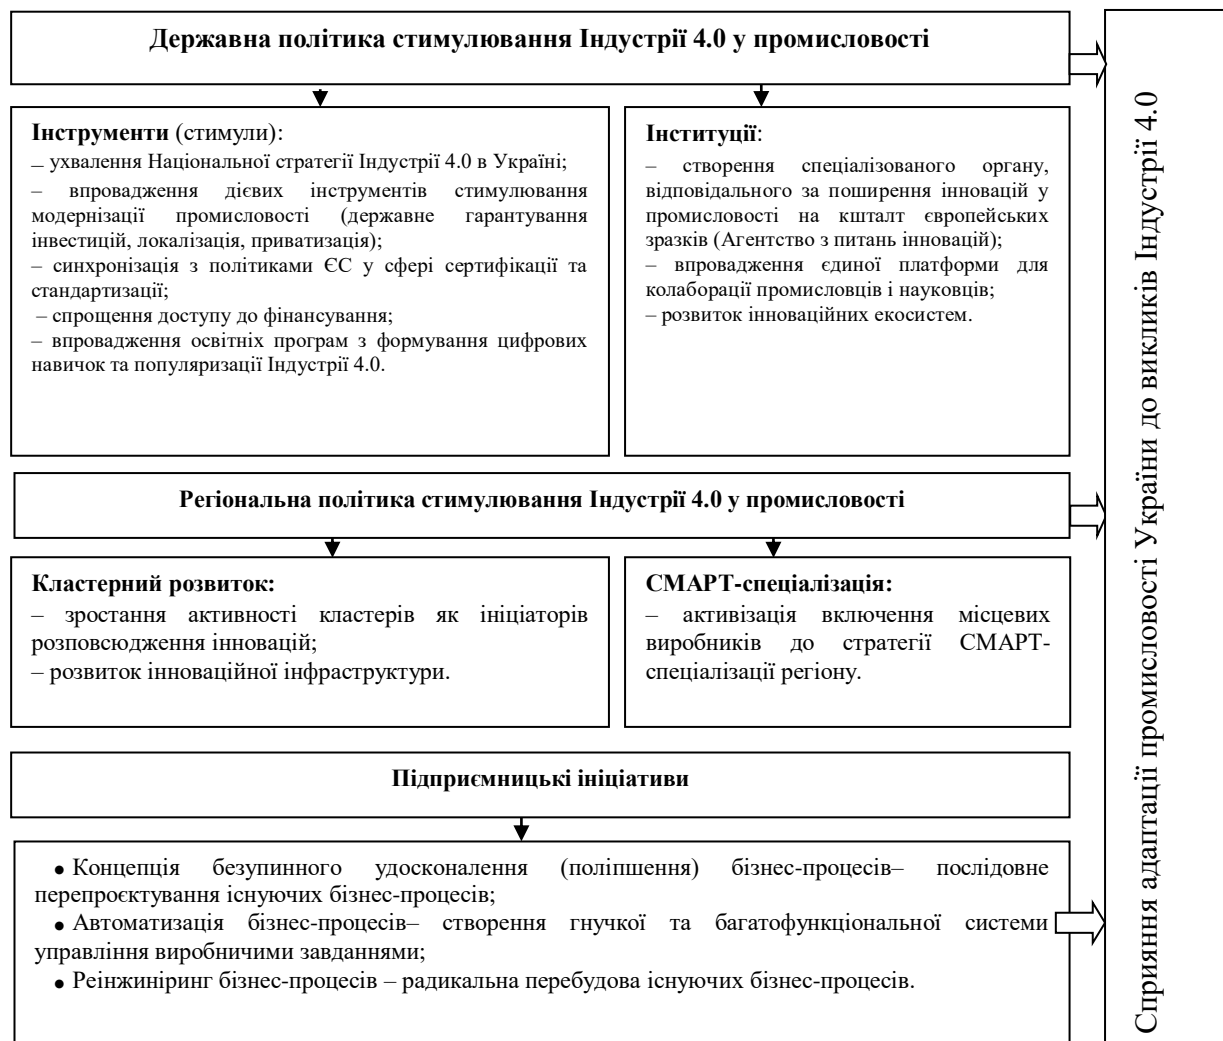 Державна політика стимулювання Індустрії 4.0 у промисловості
Інструменти (стимули):
– ухвалення Національної стратегії Індустрії 4.0 в Україні;
– впровадження дієвих інструментів стимулювання
модернізації промисловості (державне гарантування
інвестицій, локалізація, приватизація);
– синхронізація з політиками ЄС у сфері сертифікації та
стандартизації;
– спрощення доступу до фінансування;
– впровадження освітніх програм з формування цифрових
навичок та популяризації Індустрії 4.0.
Інституції:
– створення спеціалізованого органу,
відповідального за поширення інновацій у
промисловості на кшталт європейських
зразків (Агентство з питань інновацій);
– впровадження єдиної платформи для
колаборації промисловців і науковців;
– розвиток інноваційних екосистем.
Регіональна політика стимулювання Індустрії 4.0 у промисловості
Кластерний розвиток:
– зростання активності кластерів як ініціаторів
розповсюдження інновацій;
– розвиток інноваційної інфраструктури.
СМАРТ-спеціалізація:
– активізація включення місцевих
виробників до стратегії СМАРТ-
спеціалізації регіону.
Підприємницькі ініціативи
● Концепція безупинного удосконалення (поліпшення) бізнес-процесів– послідовне
перепроєктування існуючих бізнес-процесів;
● Автоматизація бізнес-процесів– створення гнучкої та багатофункціональної системи
управління виробничими завданнями;
● Реінжиніринг бізнес-процесів – радикальна перебудова існуючих бізнес-процесів.
Сприяння адаптації промисловості України до викликів Індустрії 4.0